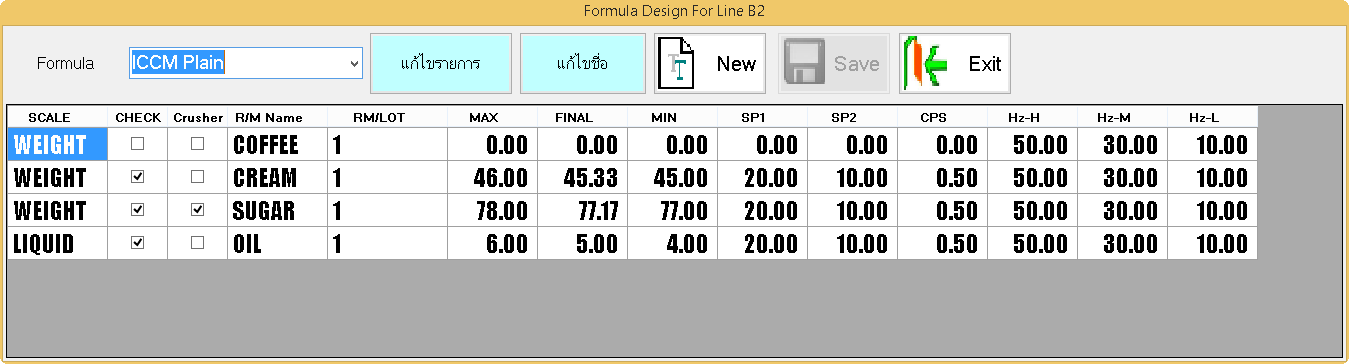 Formula Design For Line B2
Formula ICCM Plain แก้ไขรายการ แก้ไขชื่อ New Save Exit
SCALE CHECK Crusher R/M Name RM/LOT MAX FINAL MIN SP1 SP2 CPS Hz-H Hz-M Hz-L
WEIGHT COFFEE 1 0.00 0.00 0.00 0.00 0.00 0.00 50.00 30.00 10.00
WEIGHT CREAM 1 46.00 45.33 45.00 20.00 10.00 0.50 50.00 30.00 10.00
WEIGHT SUGAR 1 78.00 77.17 77.00 20.00 10.00 0.50 50.00 30.00 10.00
LIQUID OIL 1 6.00 5.00 4.00 20.00 10.00 0.50 50.00 30.00 10.00